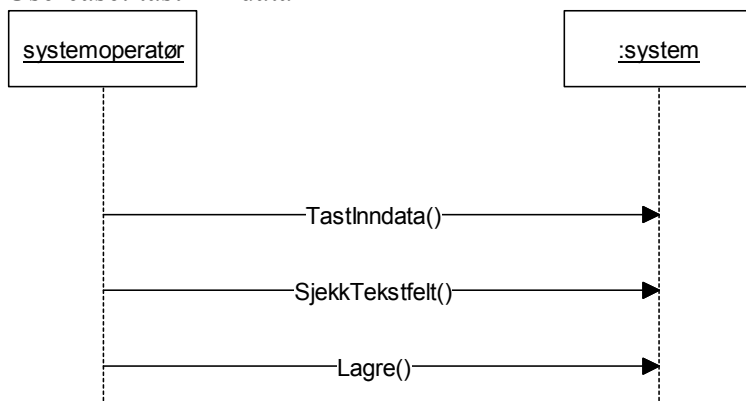 systemoperatør
:system
TastInndata()
SjekkTekstfelt()
Lagre()